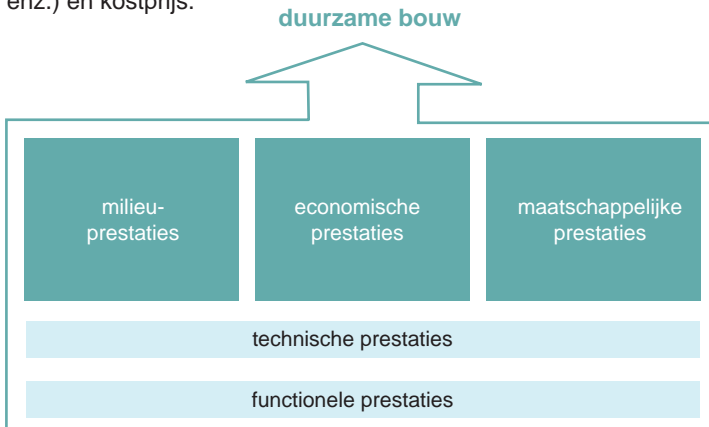 enz.) en kostprijs.
duurzame bouw
milieu-
prestaties
economische
prestaties
maatschappelijke
prestaties
technische prestaties
functionele prestaties